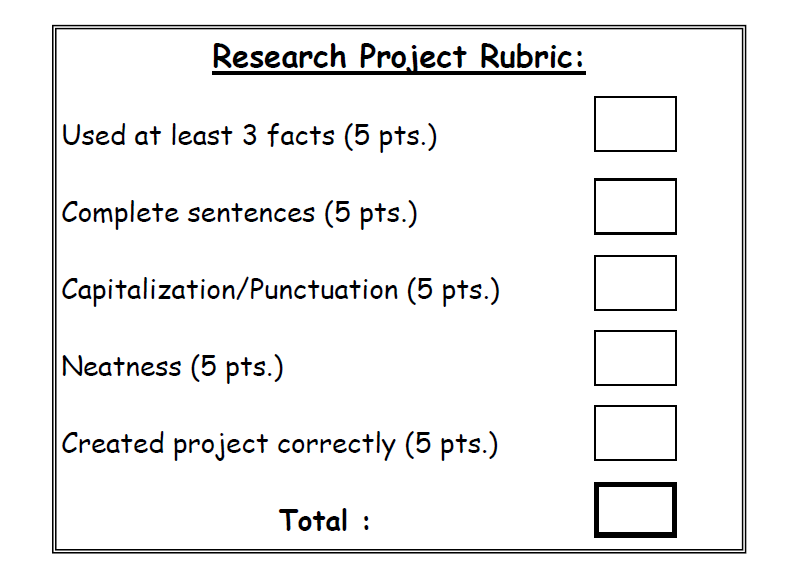 Research Project Rubric:
Used at least 3 facts (5 pts.)
Complete sentences (5 pts.)
Capitalization/Punctuation (5 pts.)
Neatness (5 pts.)
Created project correctly (5 pts.)
Total :